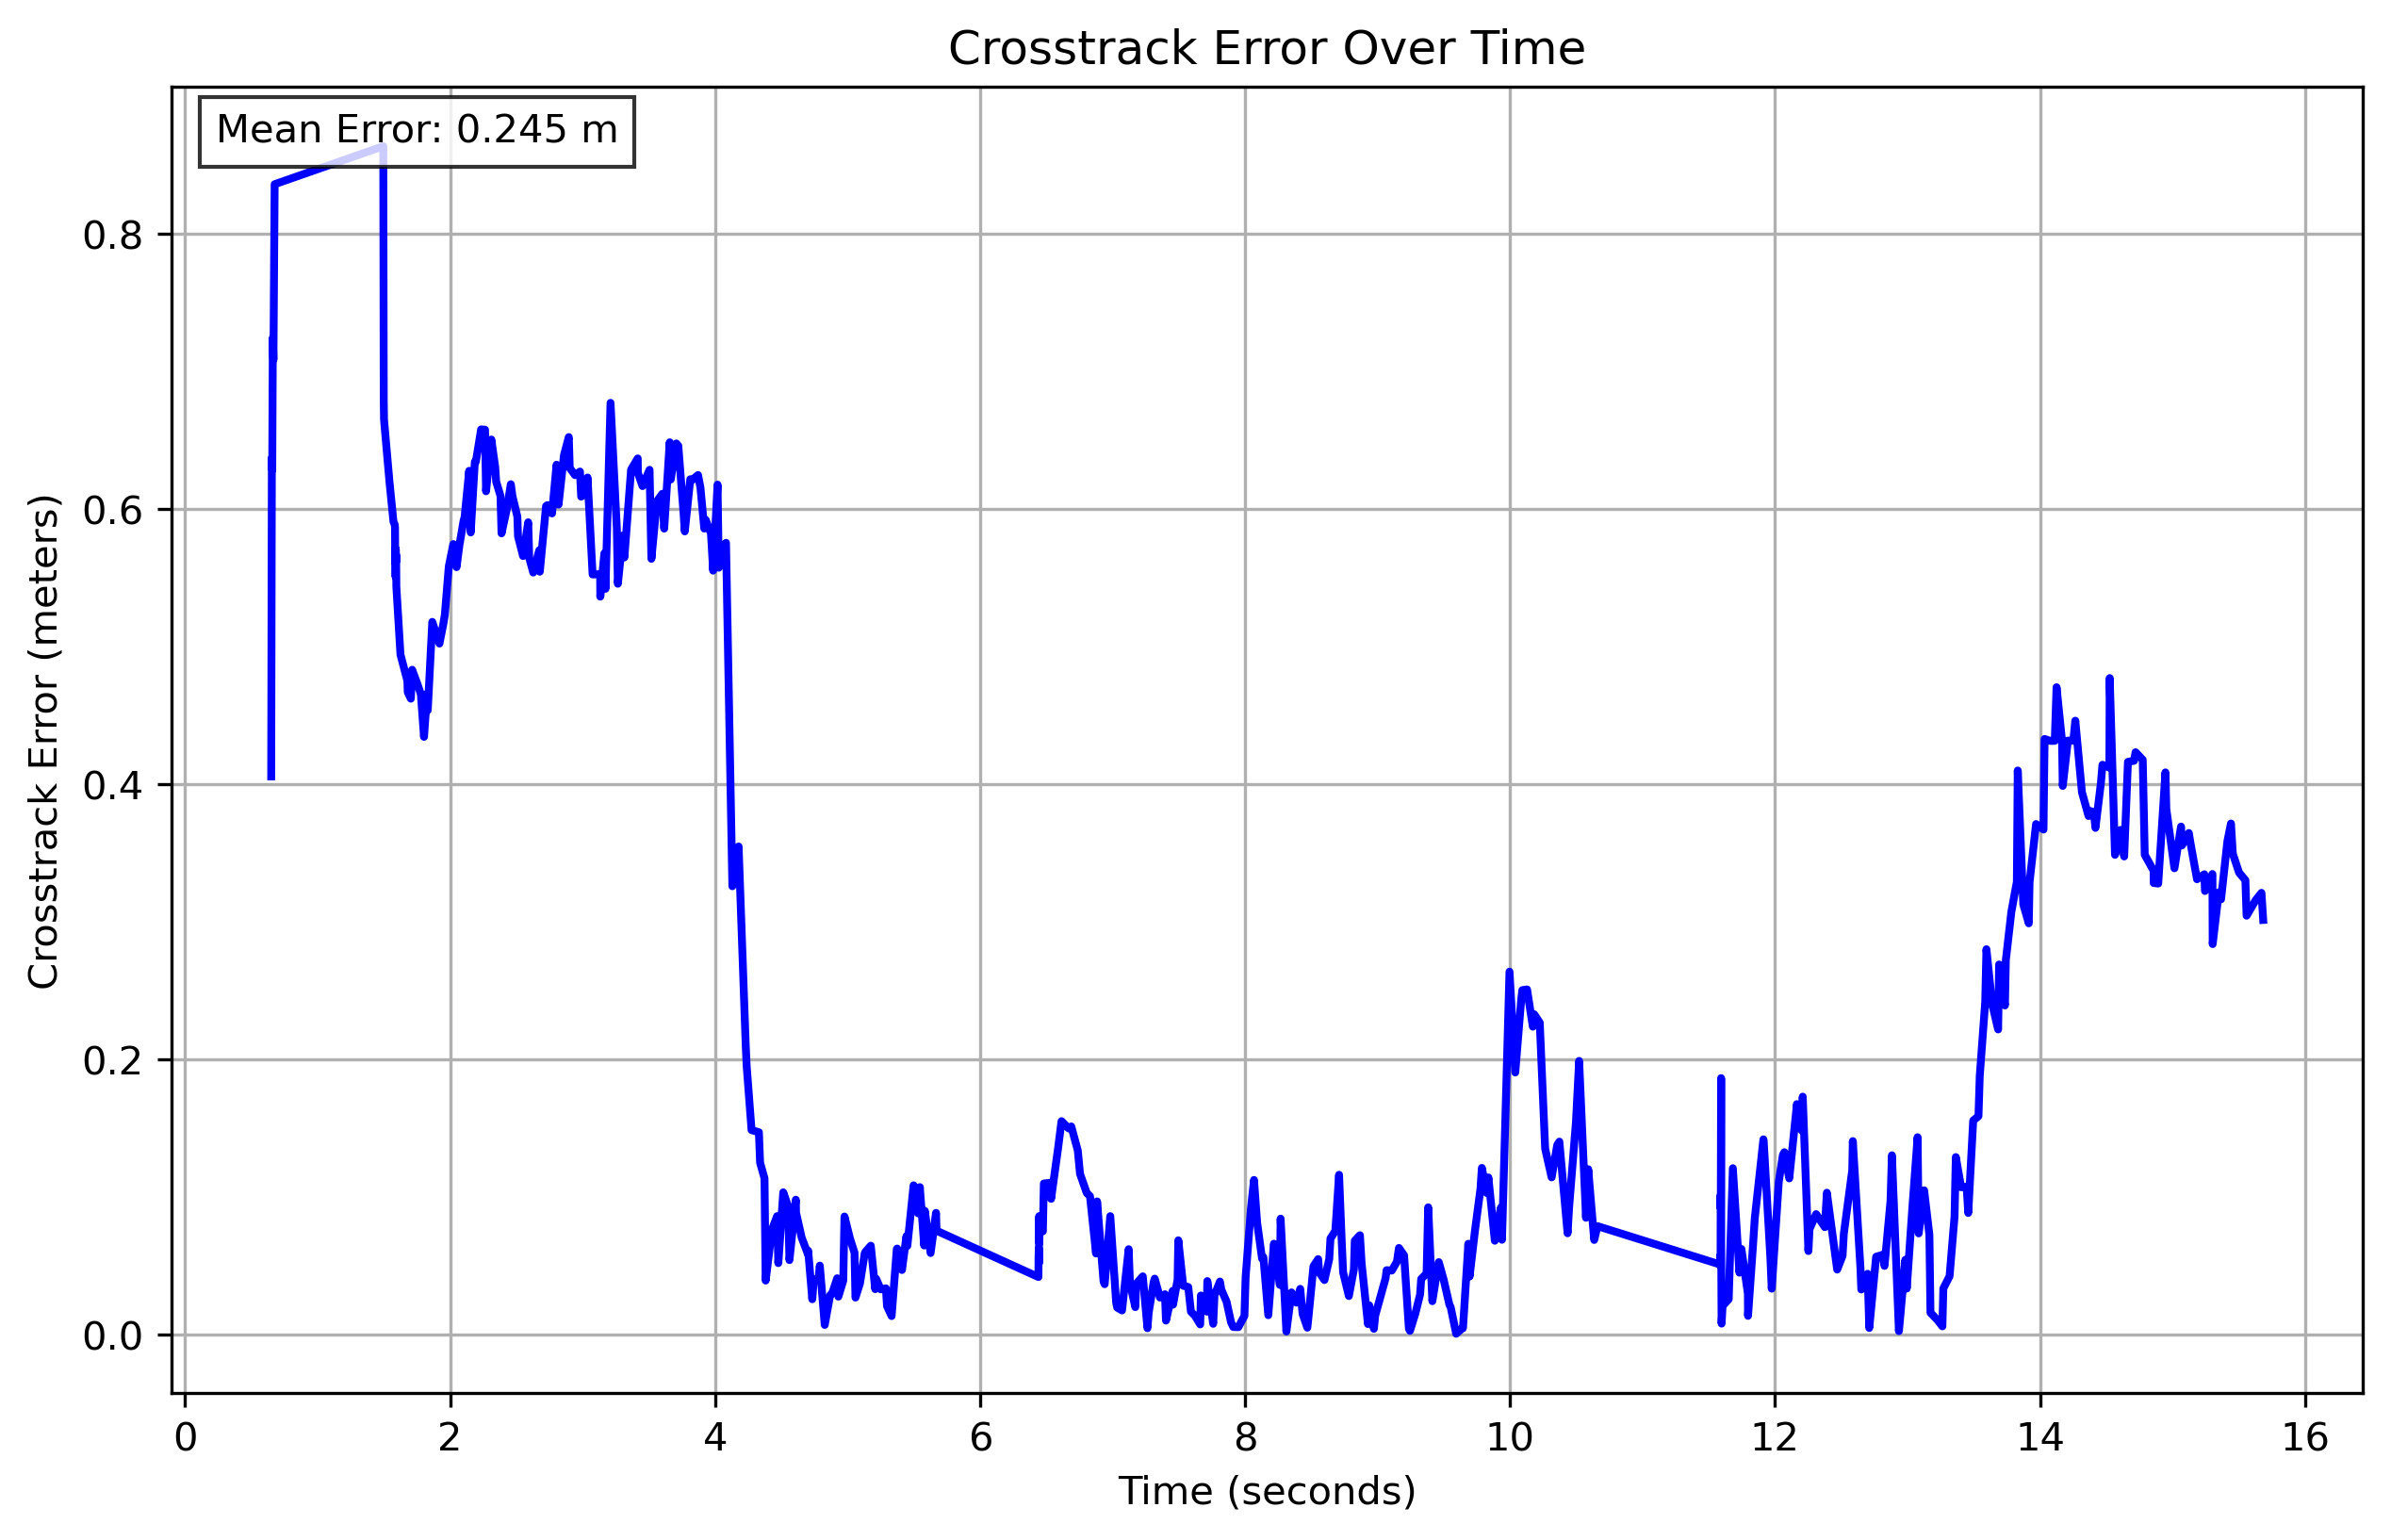 Crosstrack Error Over Time
Mean Error: 0.245 m
Crosstrack Error (meters)
0.8
0.6
0.4
0.2
0.0
0 2 4 6 8 10 12 14 16
Time (seconds)